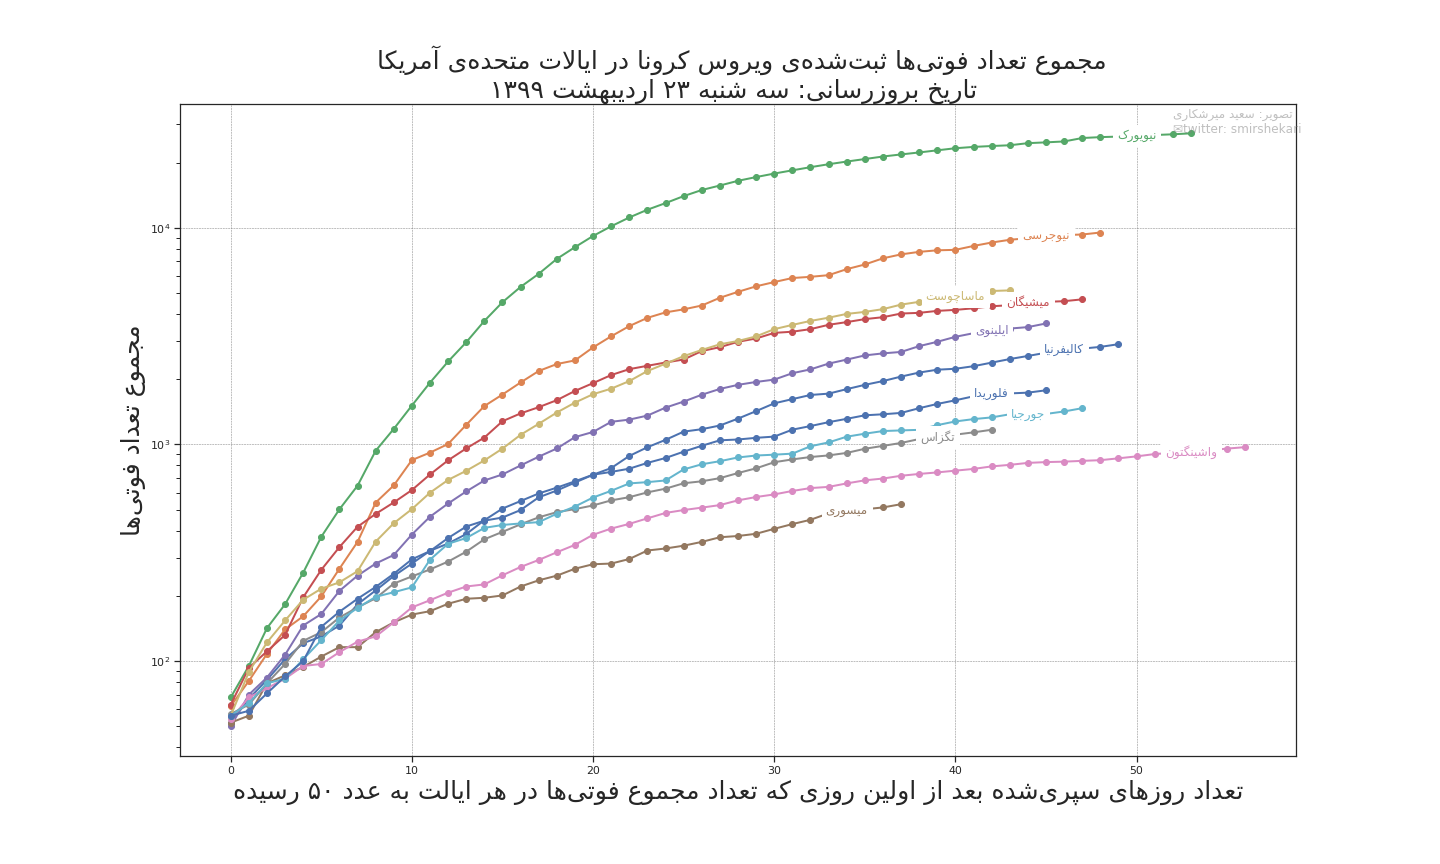 مجموع تعداد فوتی‌ها ثبت‌شده‌ی ویروس کرونا در ایالات متحده‌ی آمریکا
تاریخ بروزرسانی: سه شنبه ۲۳ اردیبهشت ۱۳۹۹
تصویر: سعید میرشکاری
twitter: smirshekari
نیویورک
نیوجرسی
ماساچوست
میشیگان
ایلینوی
کالیفرنیا
فلوریدا
جورجیا
تگزاس
واشینگتون
میسوری
مجموع تعداد فوتی‌ها
10⁴
10³
10²
0 10 20 30 40 50
تعداد روزهای سپری‌شده بعد از اولین روزی که تعداد مجموع فوتی‌ها در هر ایالت به عدد ۵۰ رسیده